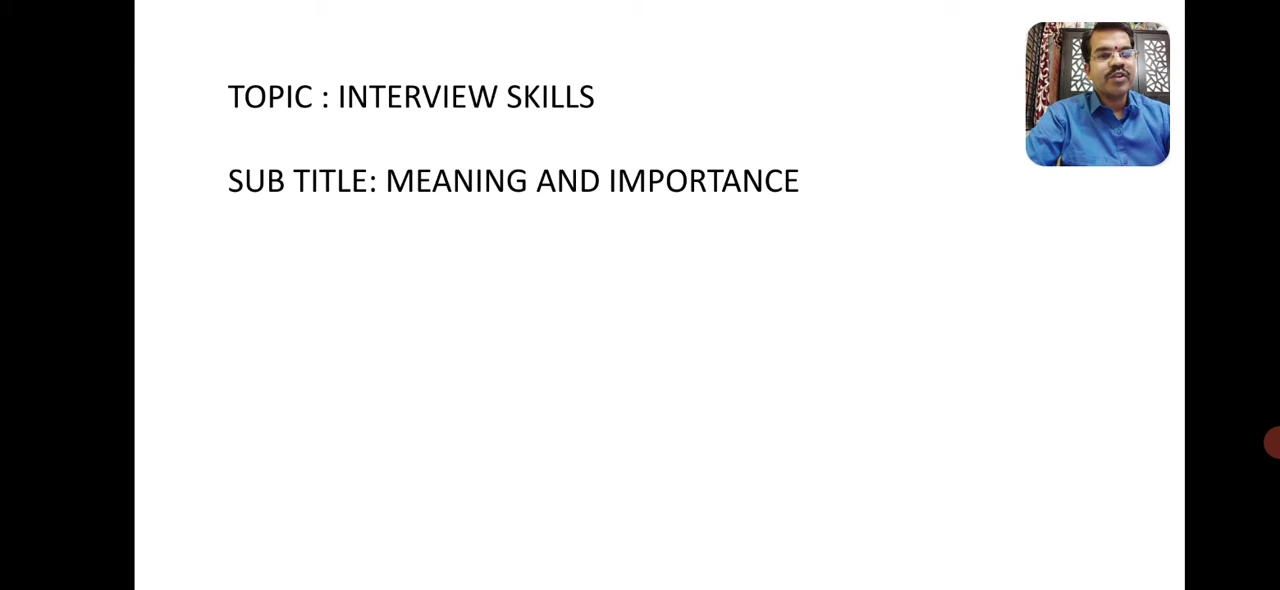 TOPIC : INTERVIEW SKILLS
SUB TITLE: MEANING AND IMPORTANCE